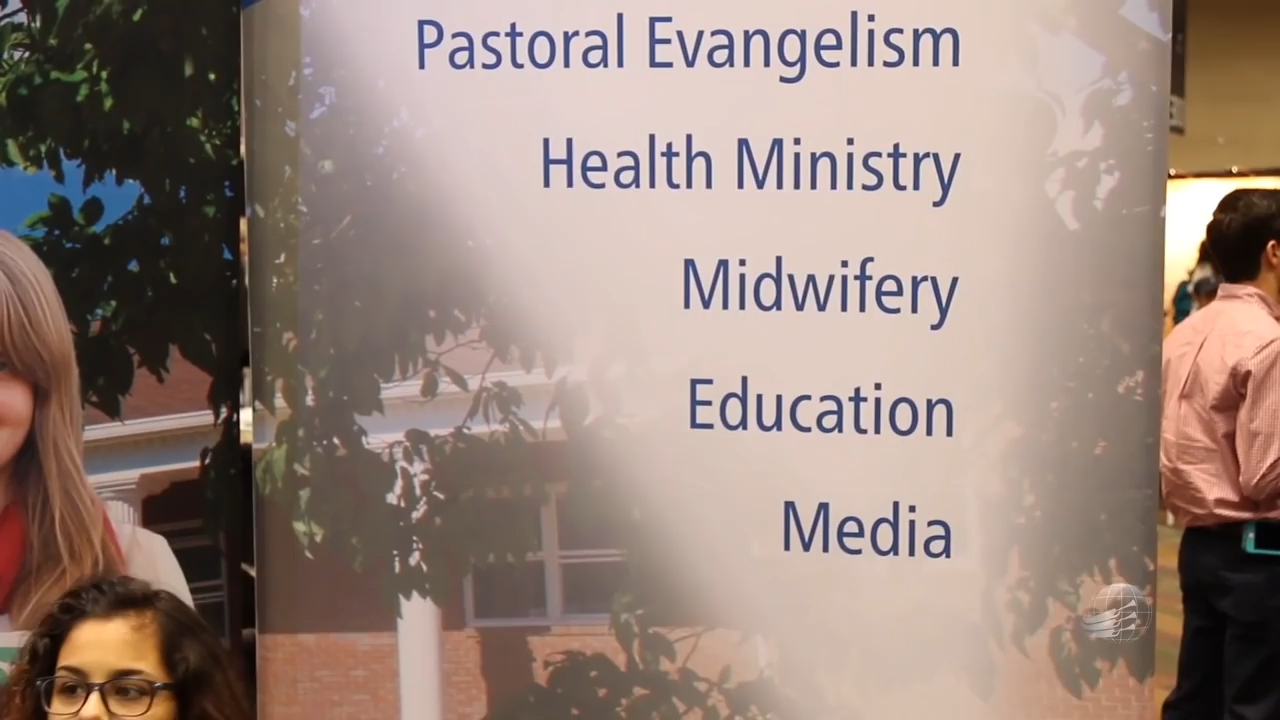 Pastoral Evangelism
Health Ministry
Midwifery
Education
Media